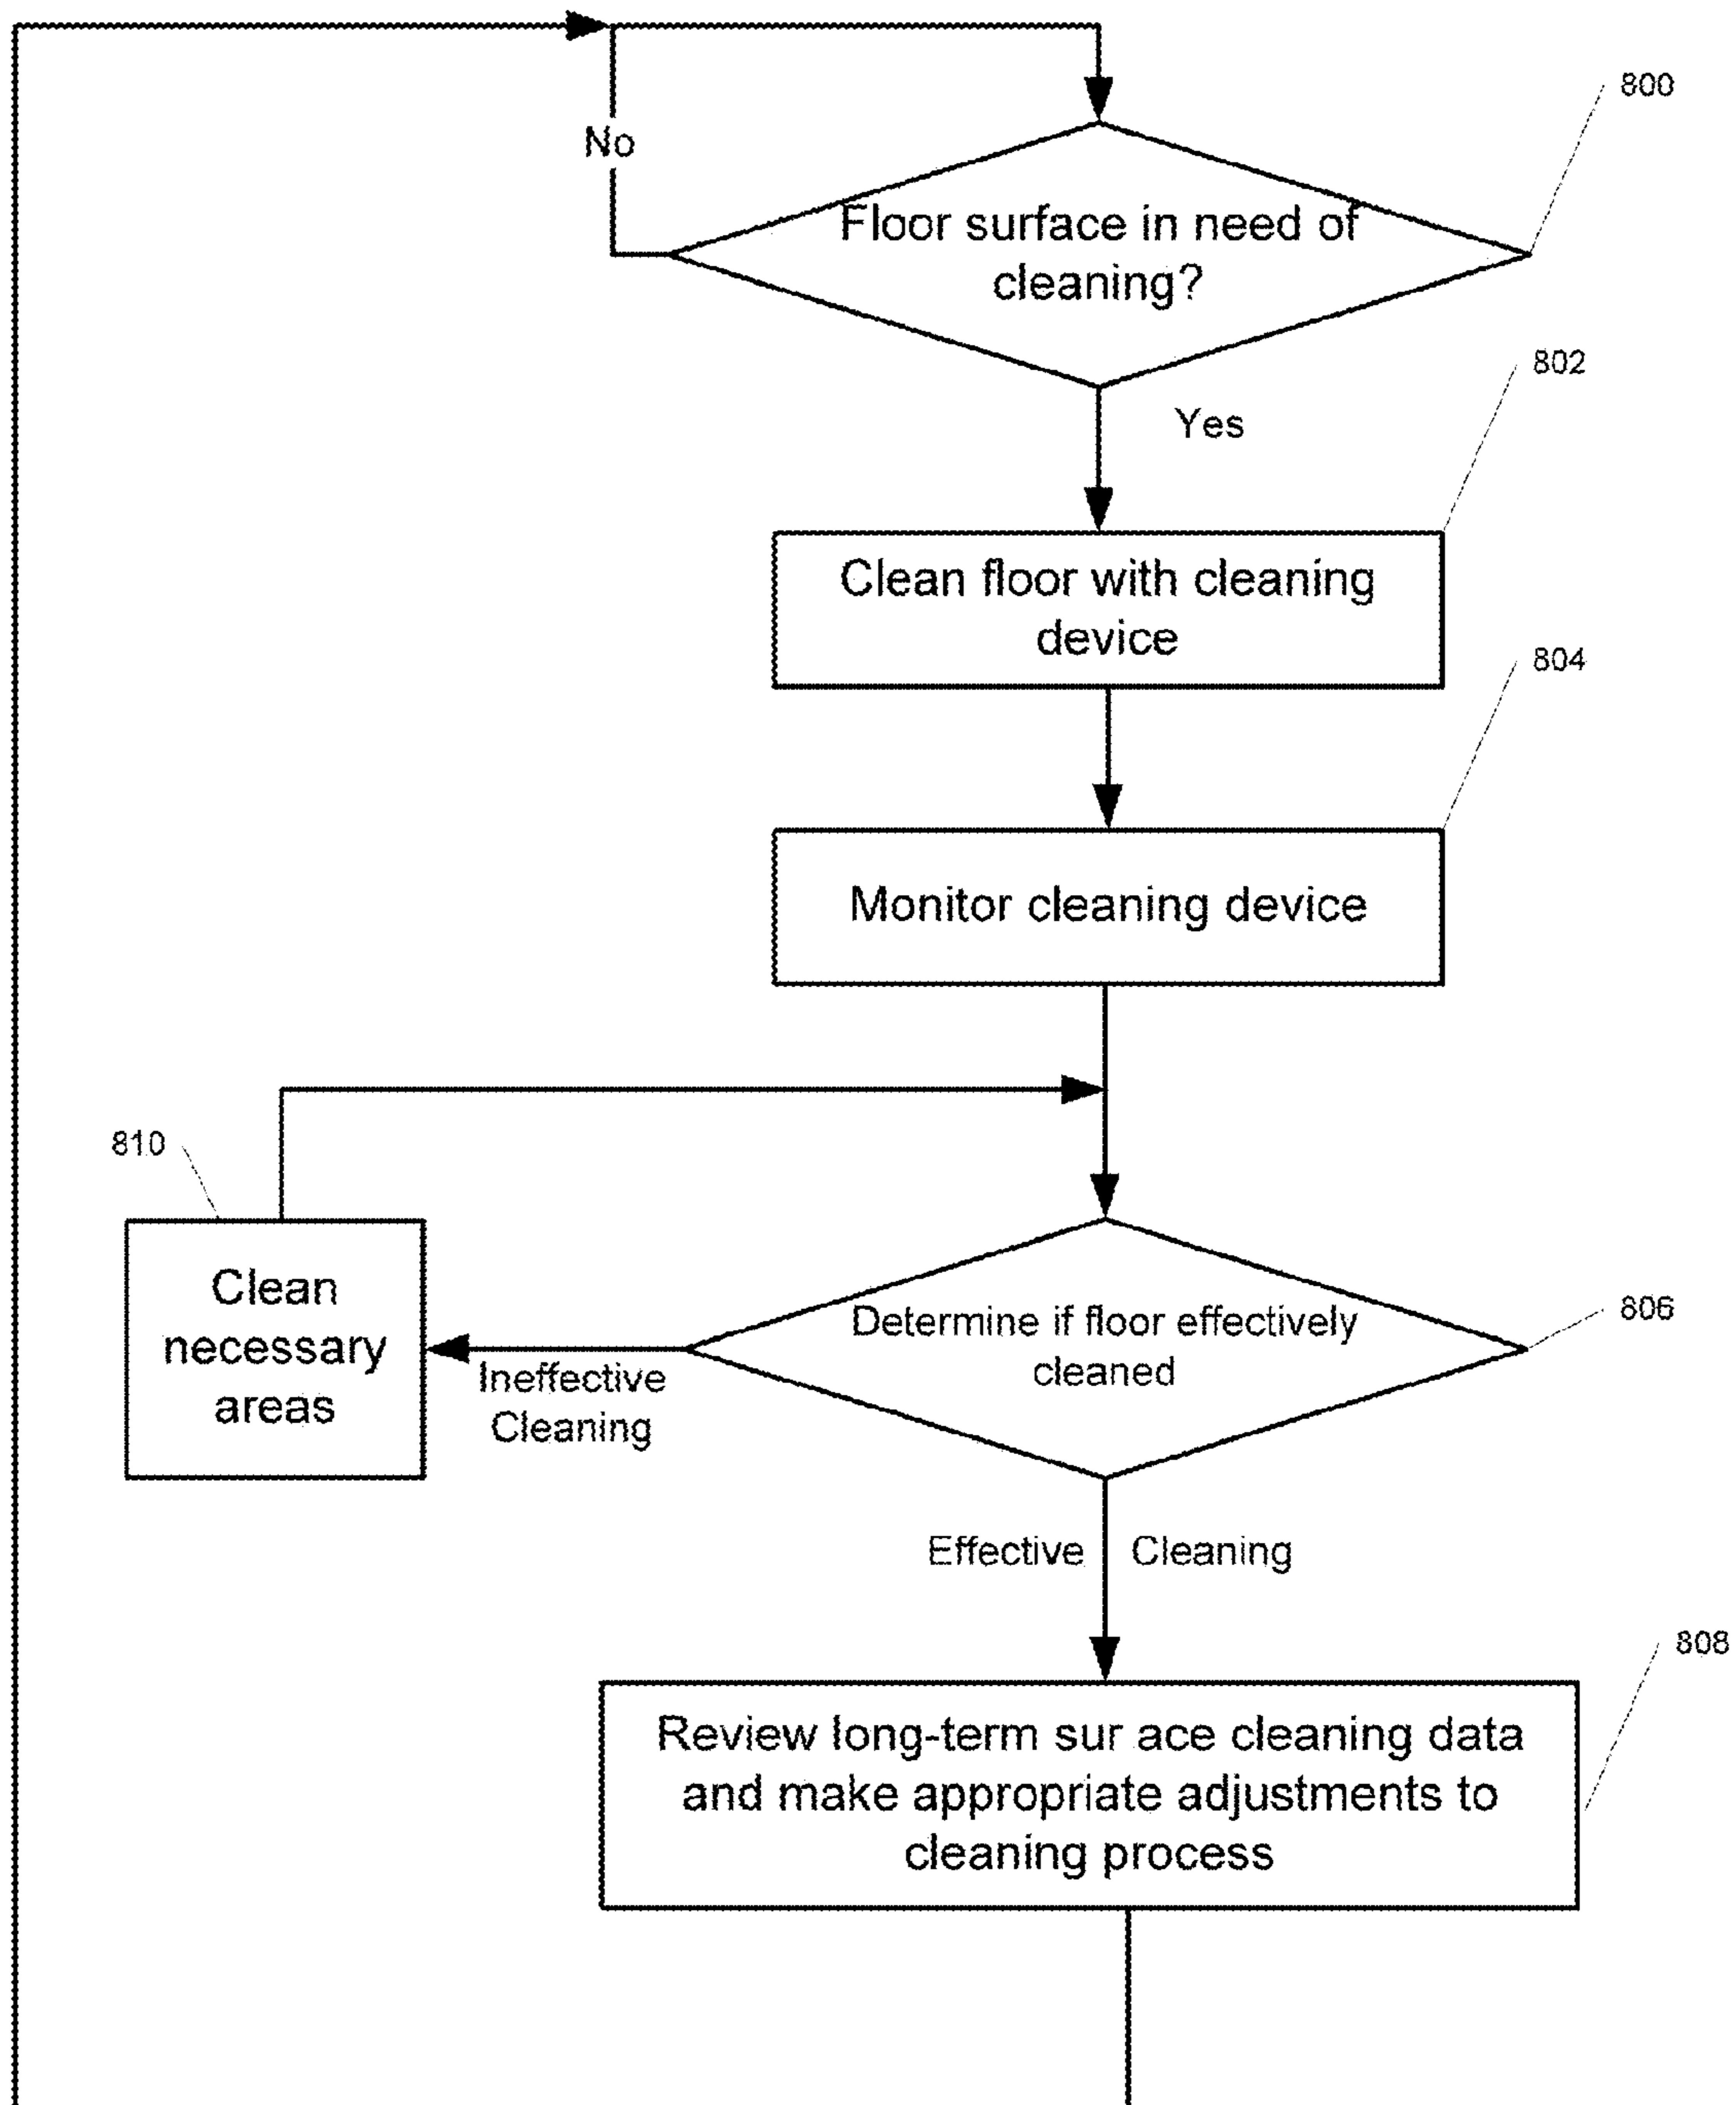 800
No
Floor surface in need of
cleaning?
802
Yes
Clean floor with cleaning
device
804
Monitor cleaning device
810
Clean
necessary
areas
Determine if floor effectively
cleaned
806
Ineffective
Cleaning
Effective Cleaning
808
Review long-term sur ace cleaning data
and make appropriate adjustments to
cleaning process